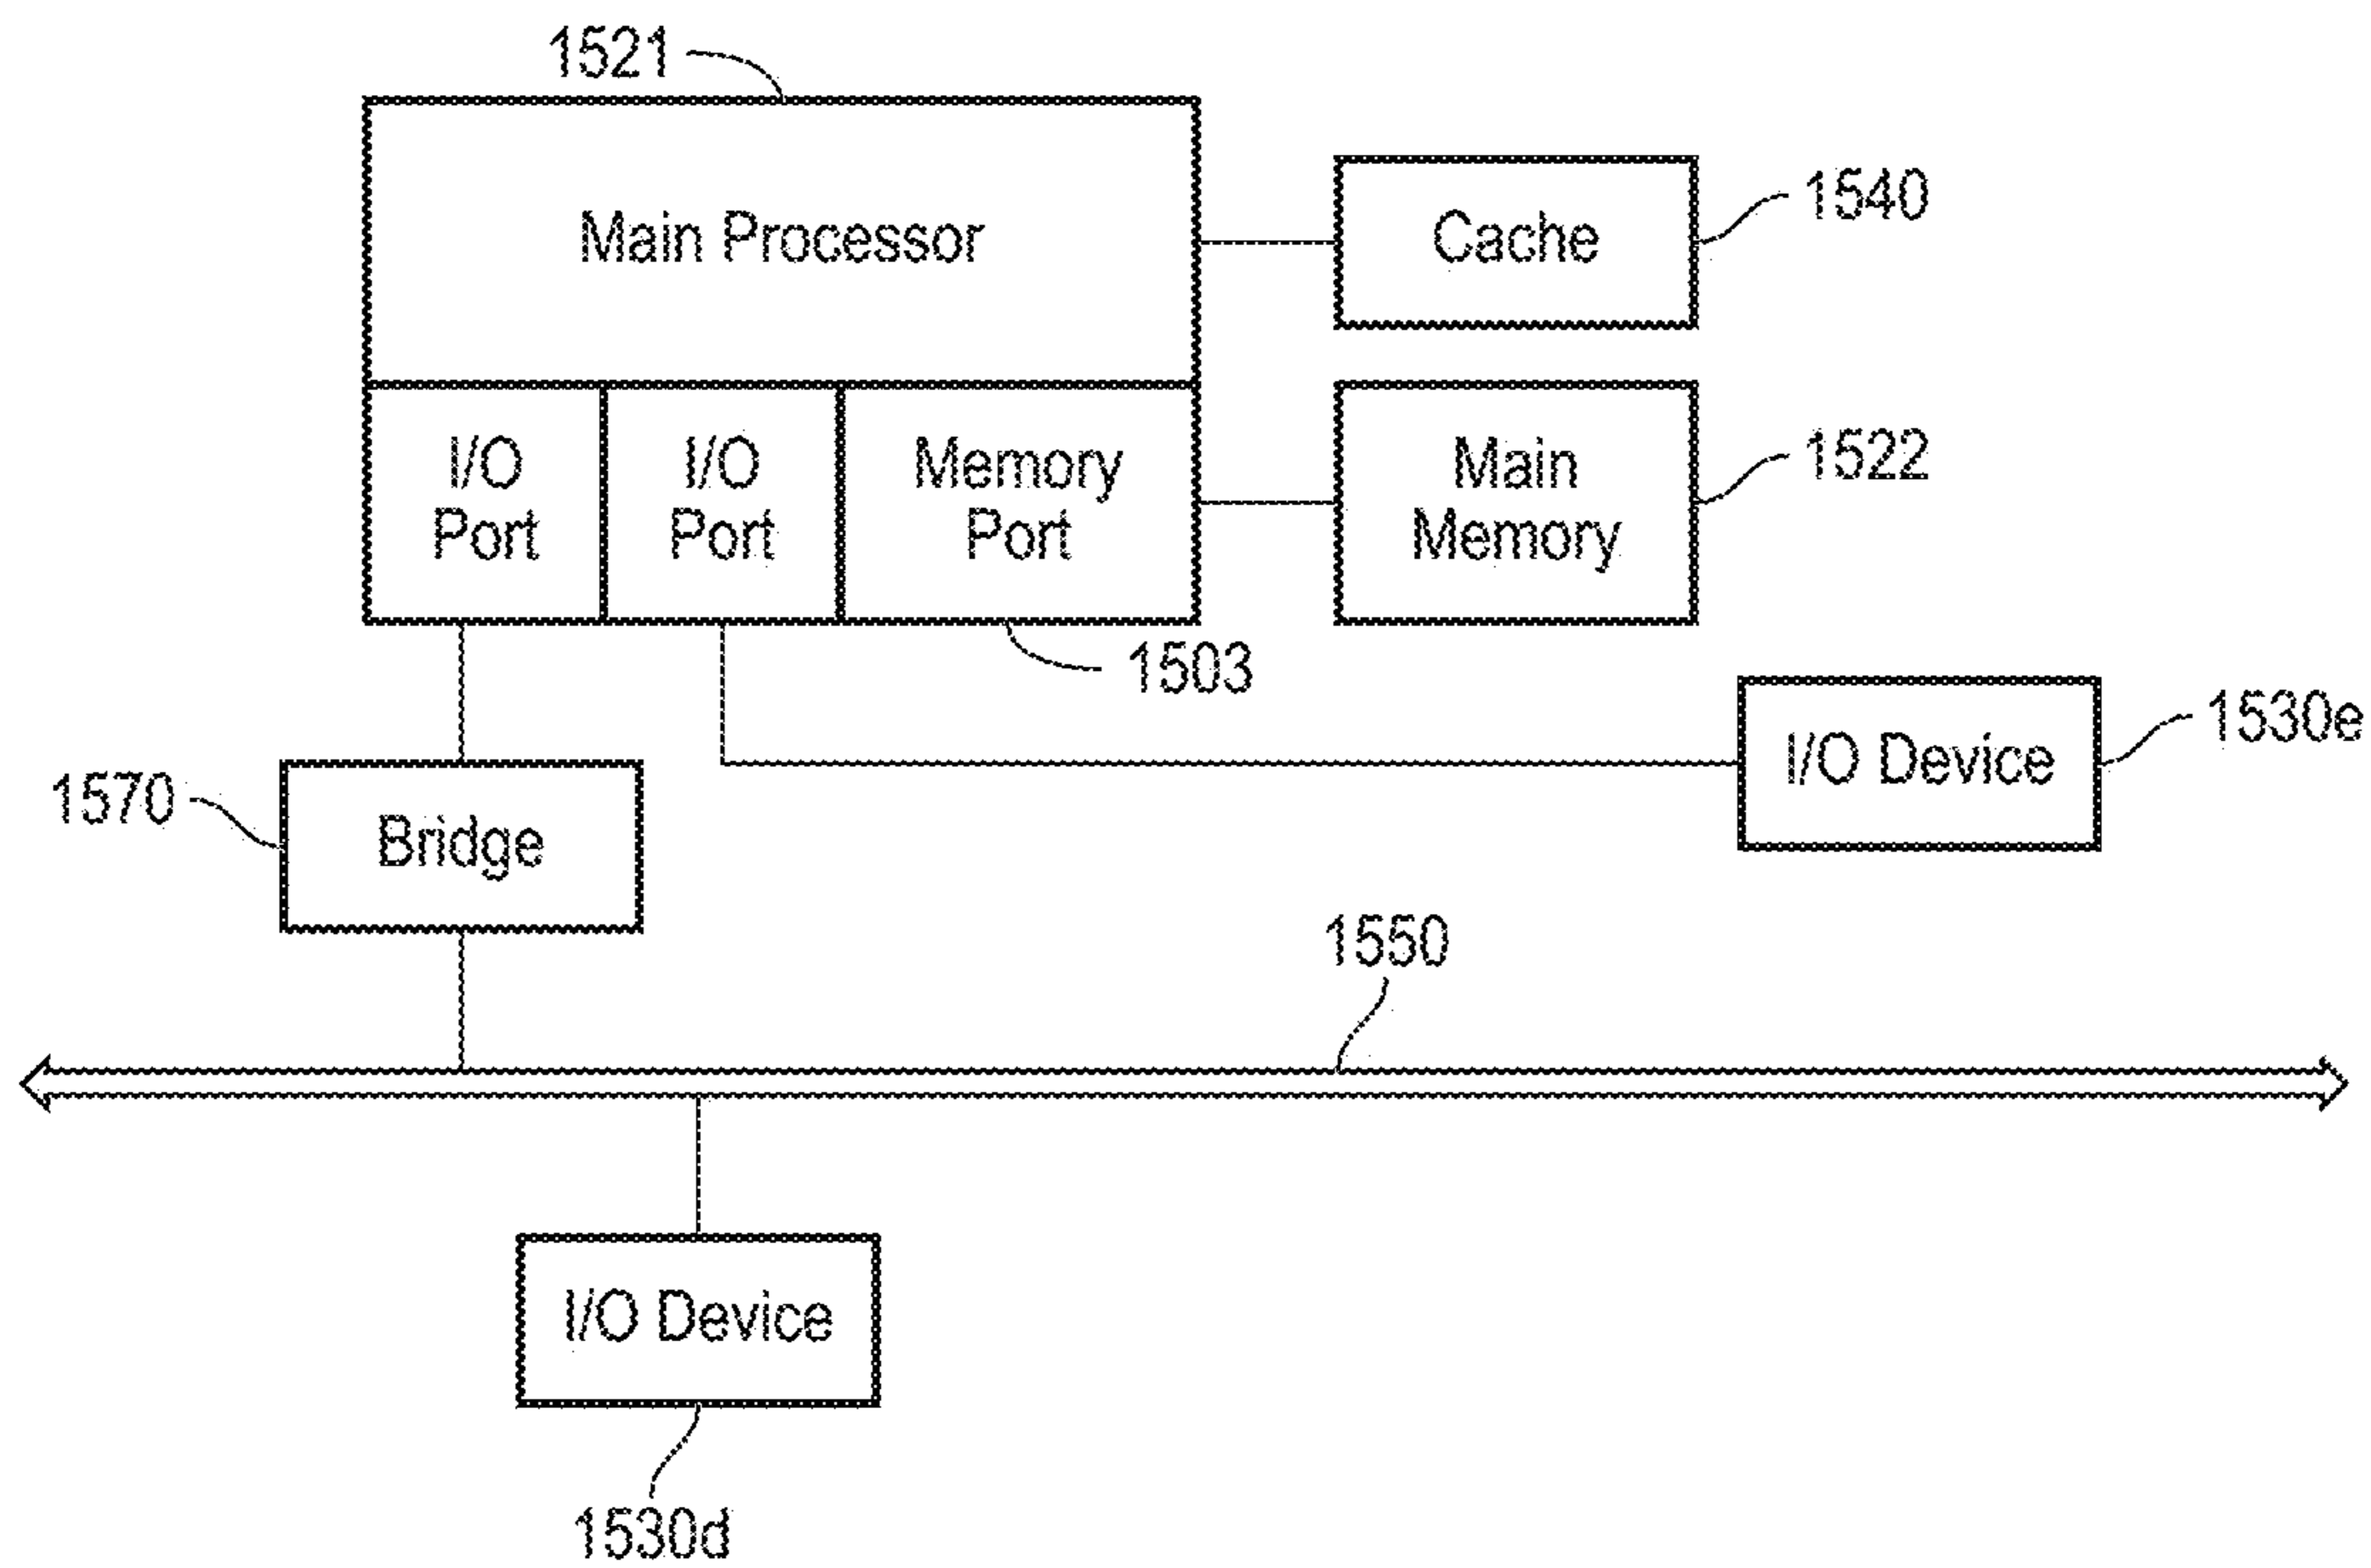 1521
Main Processor
Cache
1540
I/O
Port
I/O
Port
Memory
Port
Main
Memory
1522
1503
I/O Device
1530e
1570
Bridge
1550
I/O Device
1530d